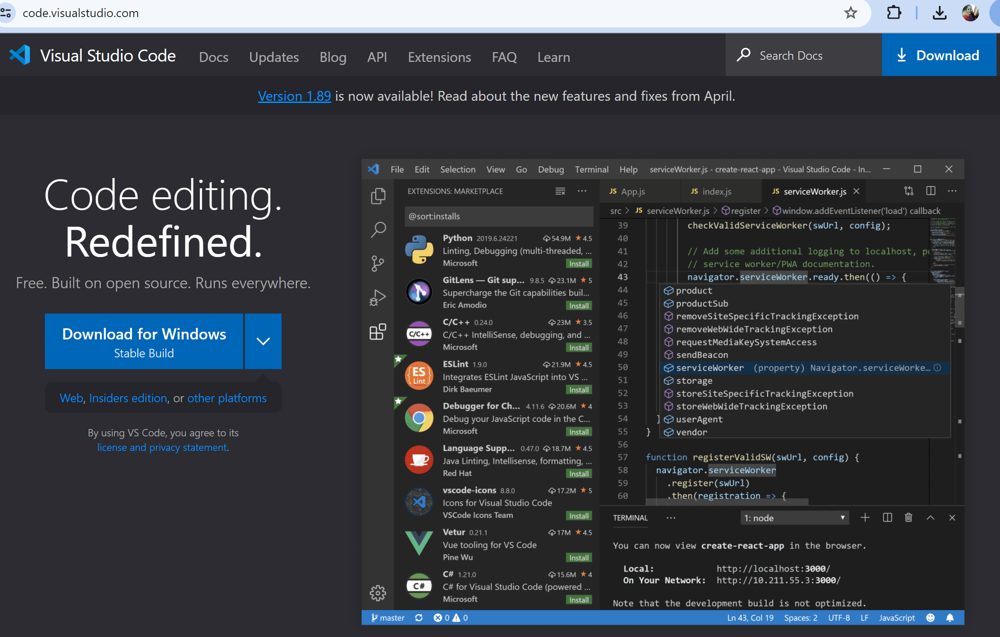 code.visualstudio.com
Visual Studio Code Docs Updates Blog API Extensions FAQ Learn Search Docs Download
Version 1.89 is now available! Read about the new features and fixes from April.
Code editing.
Redefined.
Free. Built on open source. Runs everywhere.
Download for Windows
Stable Build
Web, Insiders edition, or other platforms
By using VS Code, you agree to its
license and privacy statement.
File Edit Selection View Go Debug Terminal Help serviceWorker.js - create-react-app - Visual Studio Code - In...
EXTENSIONS: MARKETPLACE
@sort:installs
Python 2019.6.24221 54.9M 4.5
Linting, Debugging (multi-threaded, ...
Microsoft Install
GitLens — Git sup... 9.8.5 23.1M 5
Supercharge the Git capabilities buil...
Eric Amodio Install
C/C++
C/C++ 0.24.0 23M 3.5
C/C++ IntelliSense, debugging, and ...
Microsoft Install
ES
Lint
ESLint 1.9.0 21.9M 4.5
Integrates ESLint JavaScript into VS ...
Dirk Baeumer Install
Debugger for Ch... 4.11.6 20.6M 4
Debug your JavaScript code in the C...
Microsoft Install
Language Supp... 0.47.0 18.7M 4.5
Java Linting, Intellisense, formatting, ...
Red Hat Install
vscode-icons 8.8.0 17.2M 5
Icons for Visual Studio Code
VSCode Icons Team Install
Vetur 0.21.1 17M 4.5
Vue tooling for VS Code
Pine Wu Install
C#
C# 1.21.0 15.6M 4
C# for Visual Studio Code (powered ...
Microsoft Install
JS App.js JS index.js JS serviceWorker.js
src > JS serviceWorker.js > register > window.addEventListener('load') callback
39 checkValidServiceWorker(swUrl, config);
40
41 // Add some additional logging to localhost, po
42 // service worker/PWA documentation.
43 navigator.serviceWorker.ready.then(() => {
44 product
45 productSub
46 removeSiteSpecificTrackingException
47 removeWebWideTrackingException
48 requestMediaKeySystemAccess
49 sendBeacon
50 serviceWorker (property) Navigator.serviceWorke...
51 storage
52 storeSiteSpecificTrackingException
53 storeWebWideTrackingException
54 } userAgent
55 } vendor
56
57 function registerValidSW(swUrl, config) {
58 navigator.serviceWorker
59 .register(swUrl)
60 .then(registration => {
TERMINAL ... 1: node
You can now view create-react-app in the browser.
Local: http://localhost:3000/
On Your Network: http://10.211.55.3:3000/
Note that the development build is not optimized.
master 0 0 Ln 43, Col 19 Spaces: 2 UTF-8 LF JavaScript